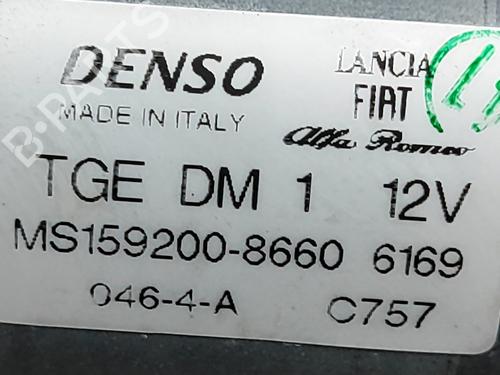 DENSO LANCIA
MADE IN ITALY FIAT
Alfa Romeo
TGE DM 1 12V
MS159200-8660 6169
046-4-A C757
B-PARTS